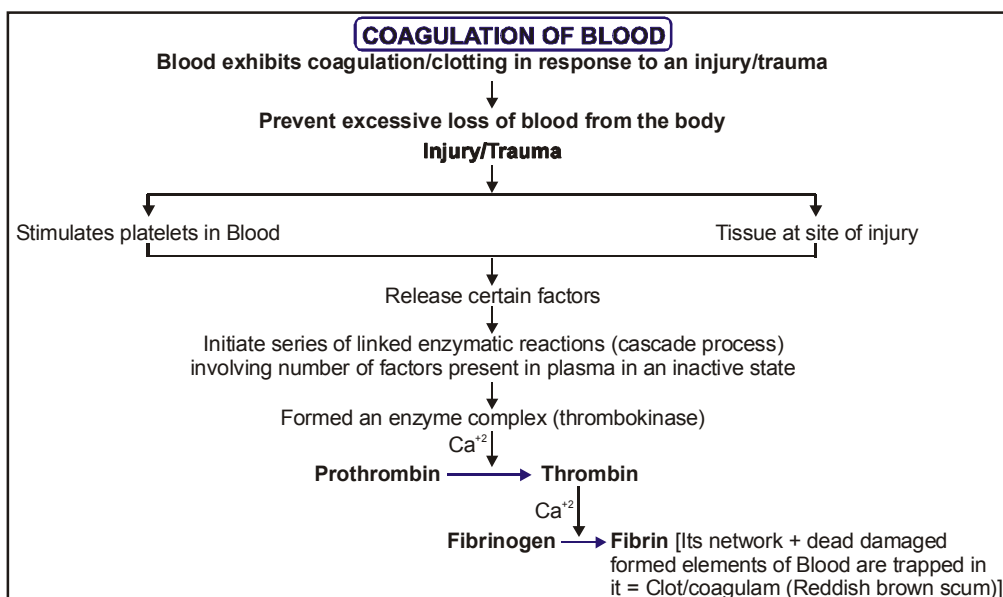 COAGULATION OF BLOOD
Blood exhibits coagulation/clotting in response to an injury/trauma
Prevent excessive loss of blood from the body
Injury/Trauma
Stimulates platelets in Blood
Tissue at site of injury
Release certain factors
Initiate series of linked enzymatic reactions (cascade process)
involving number of factors present in plasma in an inactive state
Formed an enzyme complex (thrombokinase)
Ca⁺²
Prothrombin
Thrombin
Ca⁺²
Fibrinogen
Fibrin [Its network + dead damaged
formed elements of Blood are trapped in
it = Clot/coagulam (Reddish brown scum)]